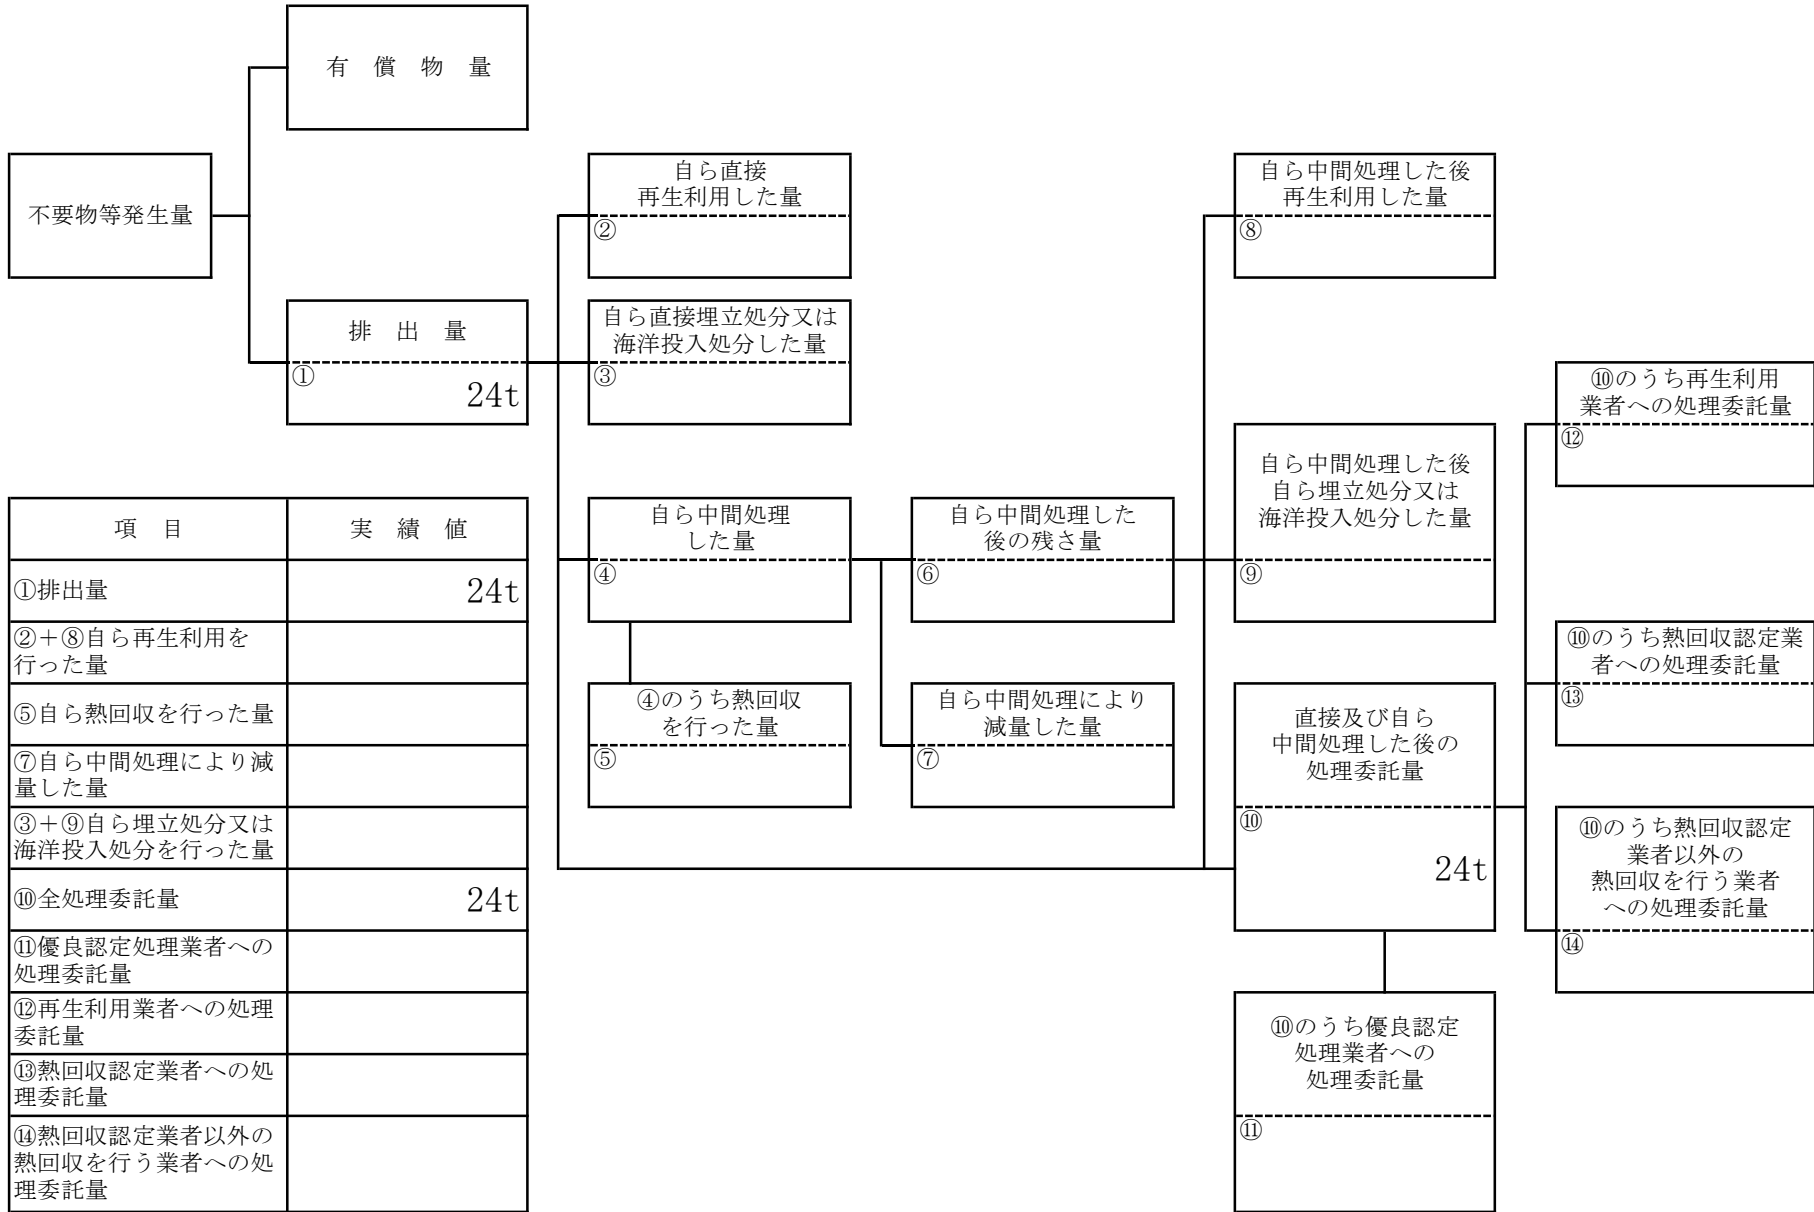 有 償 物 量
不要物等発生量
排 出 量
①
24t
自ら直接
再生利用した量
②
自ら直接埋立処分又は
海洋投入処分した量
③
自ら中間処理
した量
④
④のうち熱回収
を行った量
⑤
自ら中間処理した
後の残さ量
⑥
自ら中間処理により
減量した量
⑦
自ら中間処理した後
再生利用した量
⑧
自ら中間処理した後
自ら埋立処分又は
海洋投入処分した量
⑨
直接及び自ら
中間処理した後の
処理委託量
⑩
24t
⑩のうち優良認定
処理業者への
処理委託量
⑪
⑩のうち再生利用
業者への処理委託量
⑫
⑩のうち熱回収認定業
者への処理委託量
⑬
⑩のうち熱回収認定
業者以外の
熱回収を行う業者
への処理委託量
⑭
項 目 実 績 値
①排出量 24t
②＋⑧自ら再生利用を
行った量
⑤自ら熱回収を行った量
⑦自ら中間処理により減
量した量
③＋⑨自ら埋立処分又は
海洋投入処分を行った量
⑩全処理委託量 24t
⑪優良認定処理業者への
処理委託量
⑫再生利用業者への処理
委託量
⑬熱回収認定業者への処
理委託量
⑭熱回収認定業者以外の
熱回収を行う業者への処
理委託量